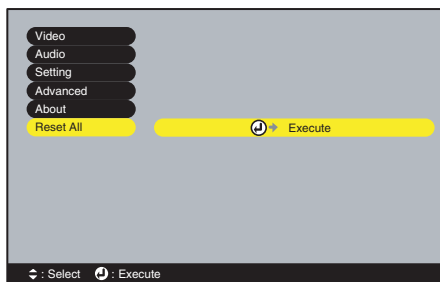 Video
Audio
Setting
Advanced
About
Reset All
Execute
: Select : Execute